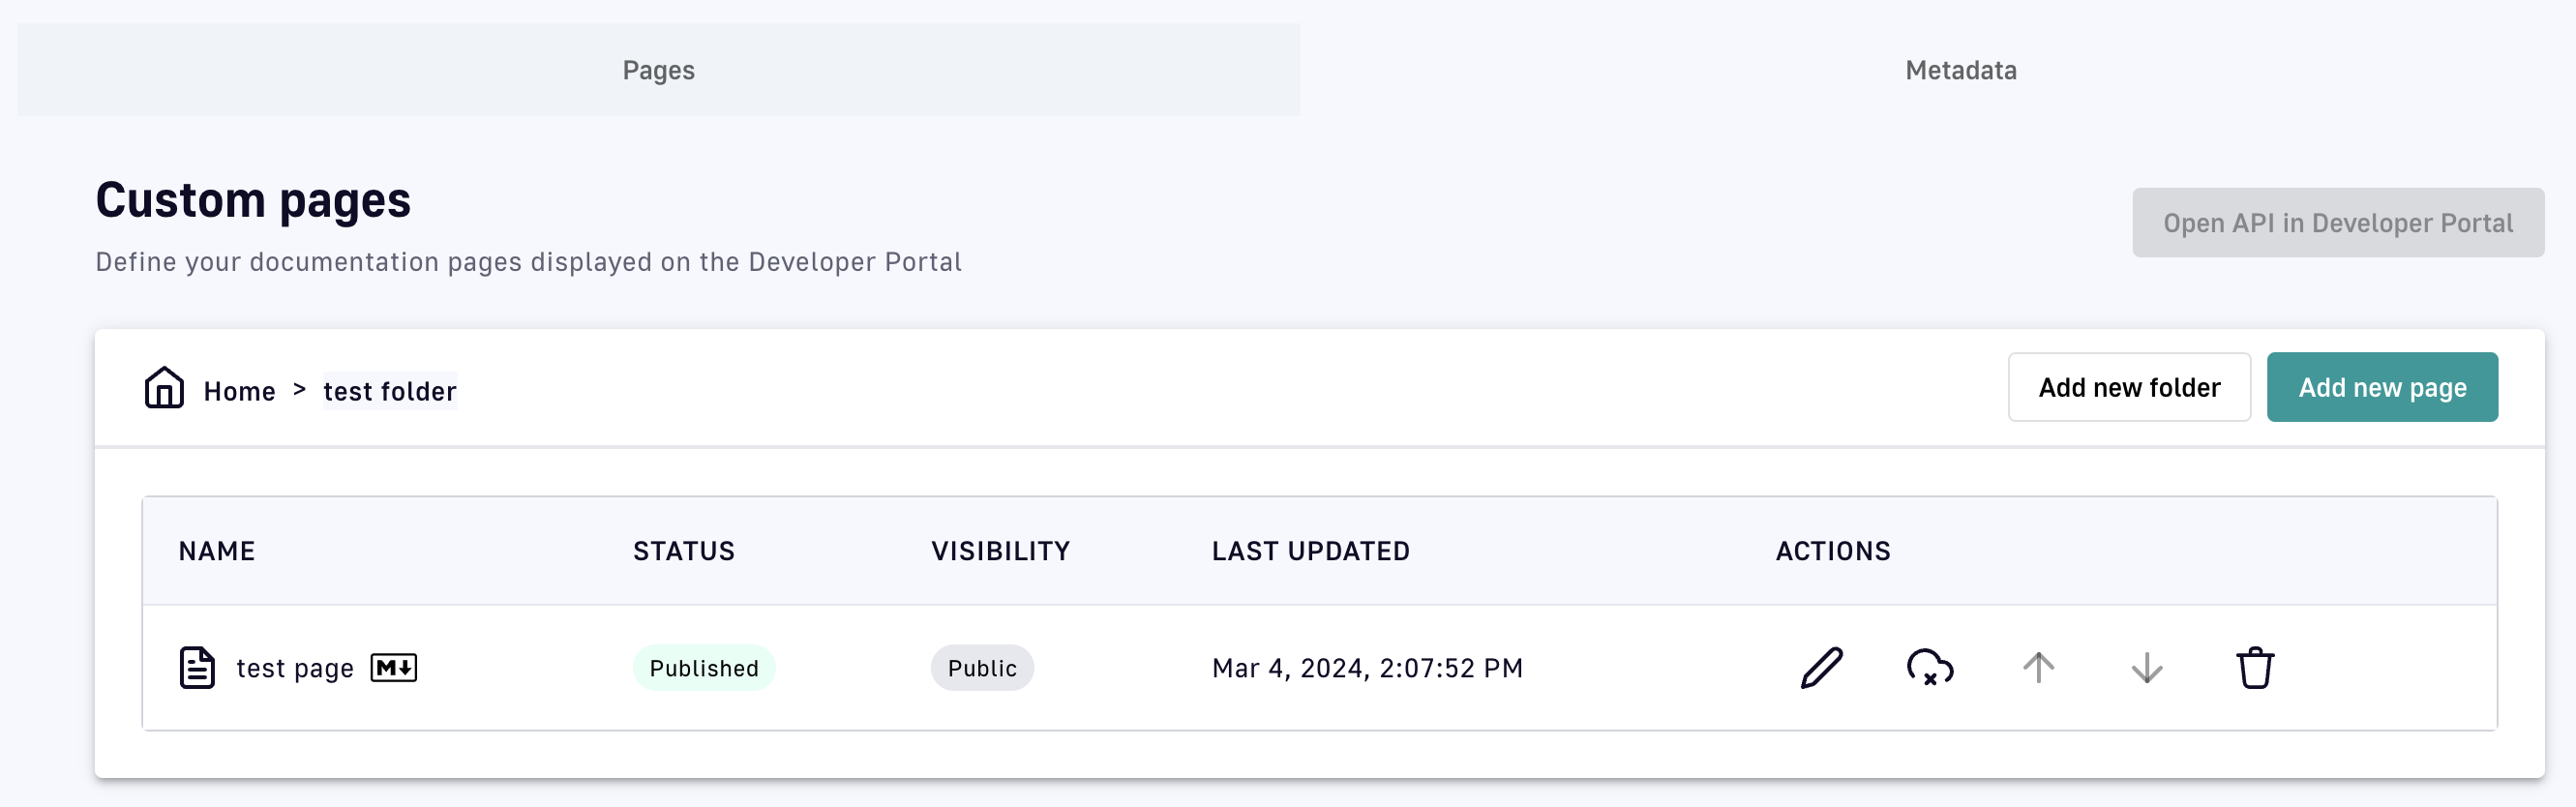 Pages Metadata
Custom pages
Open API in Developer Portal
Define your documentation pages displayed on the Developer Portal
Home > test folder Add new folder Add new page
NAME STATUS VISIBILITY LAST UPDATED ACTIONS
test page M Published Public Mar 4, 2024, 2:07:52 PM